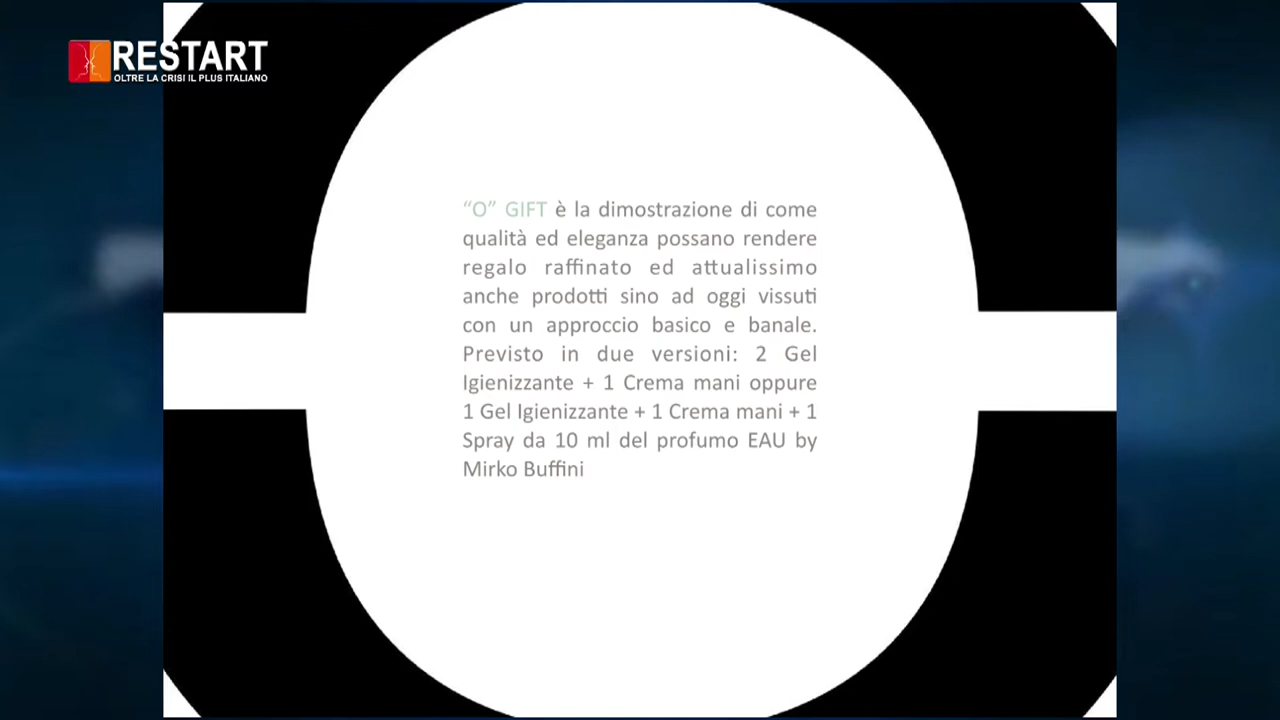 RESTART
OLTRE LA CRISI IL PLUS ITALIANO
“O” GIFT è la dimostrazione di come
qualità ed eleganza possano rendere
regalo raffinato ed attualissimo
anche prodotti sino ad oggi vissuti
con un approccio basico e banale.
Previsto in due versioni: 2 Gel
Igienizzante + 1 Crema mani oppure
1 Gel Igienizzante + 1 Crema mani + 1
Spray da 10 ml del profumo EAU by
Mirko Buffini